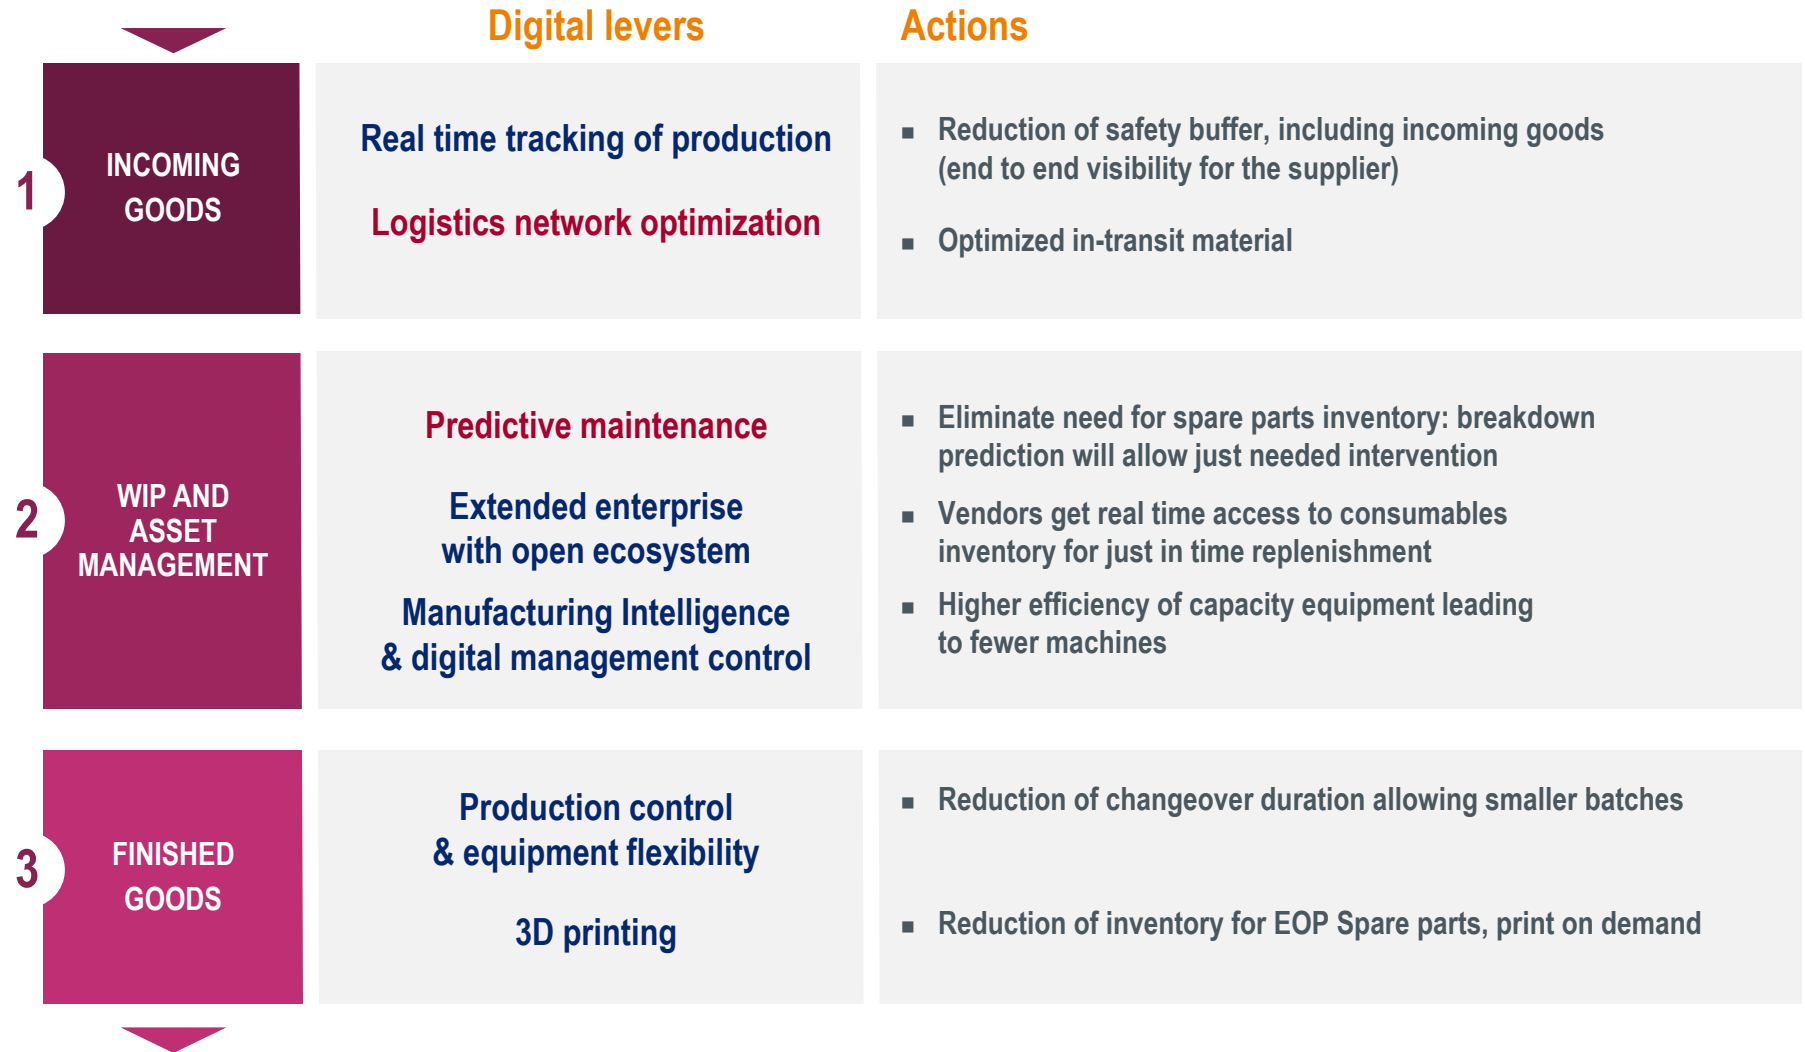 Digital levers
Actions
1
INCOMING
GOODS
Real time tracking of production
Logistics network optimization
▪ Reduction of safety buffer, including incoming goods
(end to end visibility for the supplier)
▪ Optimized in-transit material
2
WIP AND
ASSET
MANAGEMENT
Predictive maintenance
Extended enterprise
with open ecosystem
Manufacturing Intelligence
& digital management control
▪ Eliminate need for spare parts inventory: breakdown
prediction will allow just needed intervention
▪ Vendors get real time access to consumables
inventory for just in time replenishment
▪ Higher efficiency of capacity equipment leading
to fewer machines
3
FINISHED
GOODS
Production control
& equipment flexibility
3D printing
▪ Reduction of changeover duration allowing smaller batches
▪ Reduction of inventory for EOP Spare parts, print on demand